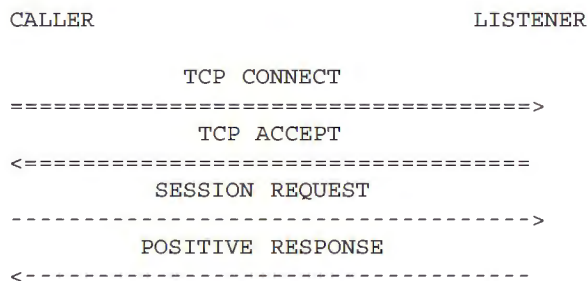 CALLER LISTENER
TCP CONNECT
====================================>
TCP ACCEPT
<===================================
SESSION REQUEST
------------------------------------>
POSITIVE RESPONSE
<-----------------------------------